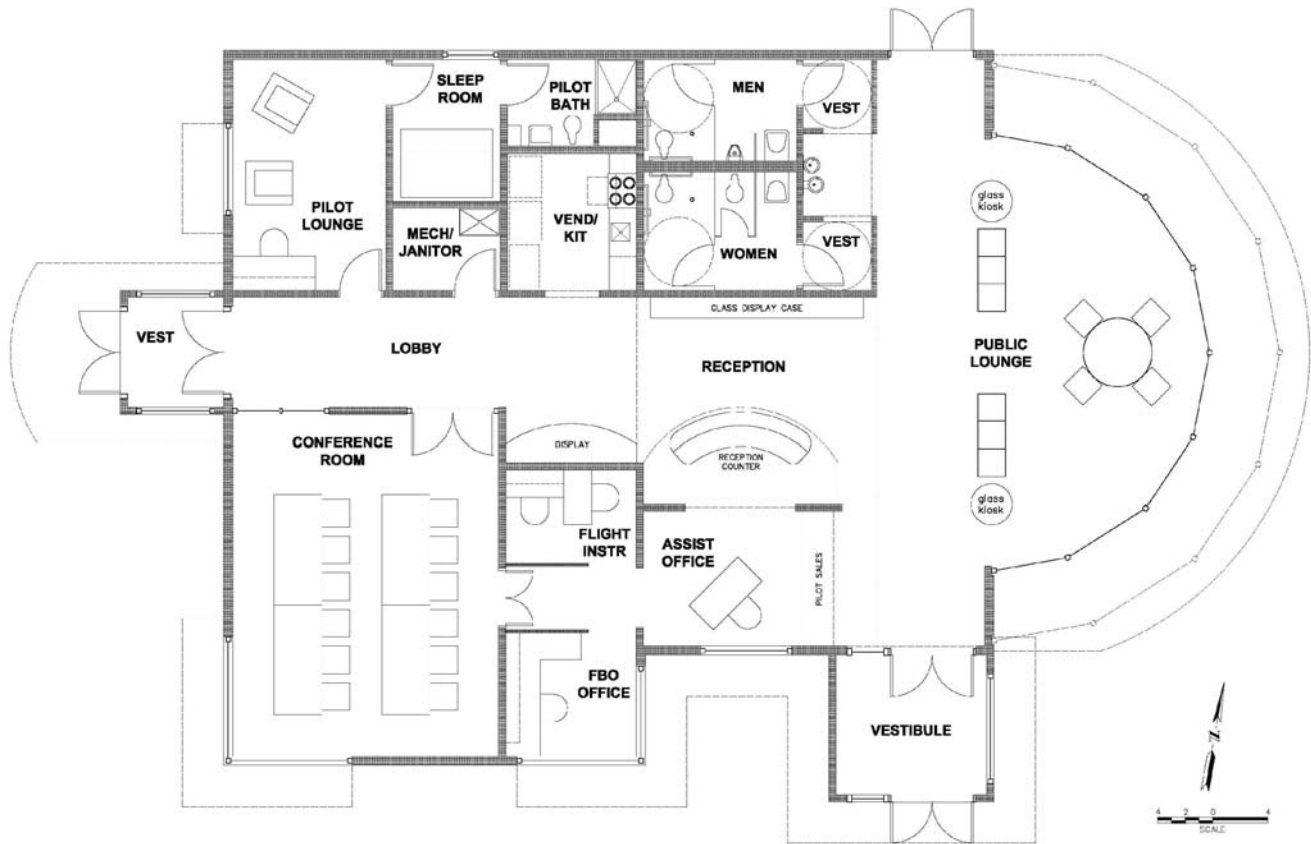 SLEEP
ROOM
PILOT
BATH
MEN
VEST
PILOT
LOUNGE
MECH/
JANITOR
VEND/
KIT
WOMEN
VEST
glass
kiosk
VEST
LOBBY
GLASS DISPLAY CASE
RECEPTION
PUBLIC
LOUNGE
CONFERENCE
ROOM
DISPLAY
RECEPTION
COUNTER
glass
kiosk
FLIGHT
INSTR
ASSIST
OFFICE
PILOT SALES
FBO
OFFICE
VESTIBULE
N
4 2 0 4
SCALE